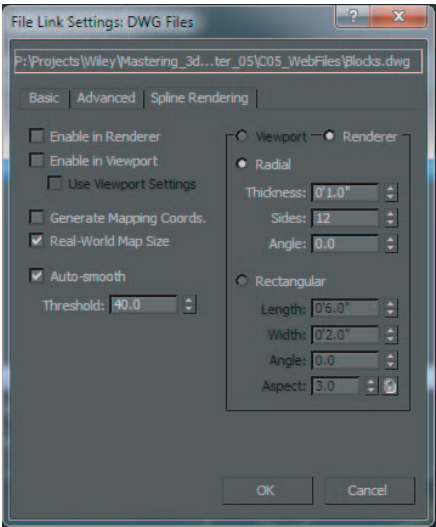 File Link Settings: DWG Files
P:\Projects\Wiley\Mastering_3d...ter_05\C05_WebFiles\Blocks.dwg
Basic Advanced Spline Rendering
Enable in Renderer
Enable in Viewport
Use Viewport Settings
Generate Mapping Coords.
Real-World Map Size
Auto-smooth
Threshold: 40.0
Viewport Renderer
Radial
Thickness: 0'1.0"
Sides: 12
Angle: 0.0
Rectangular
Length: 0'6.0"
Width: 0'2.0"
Angle: 0.0
Aspect: 3.0
OK Cancel